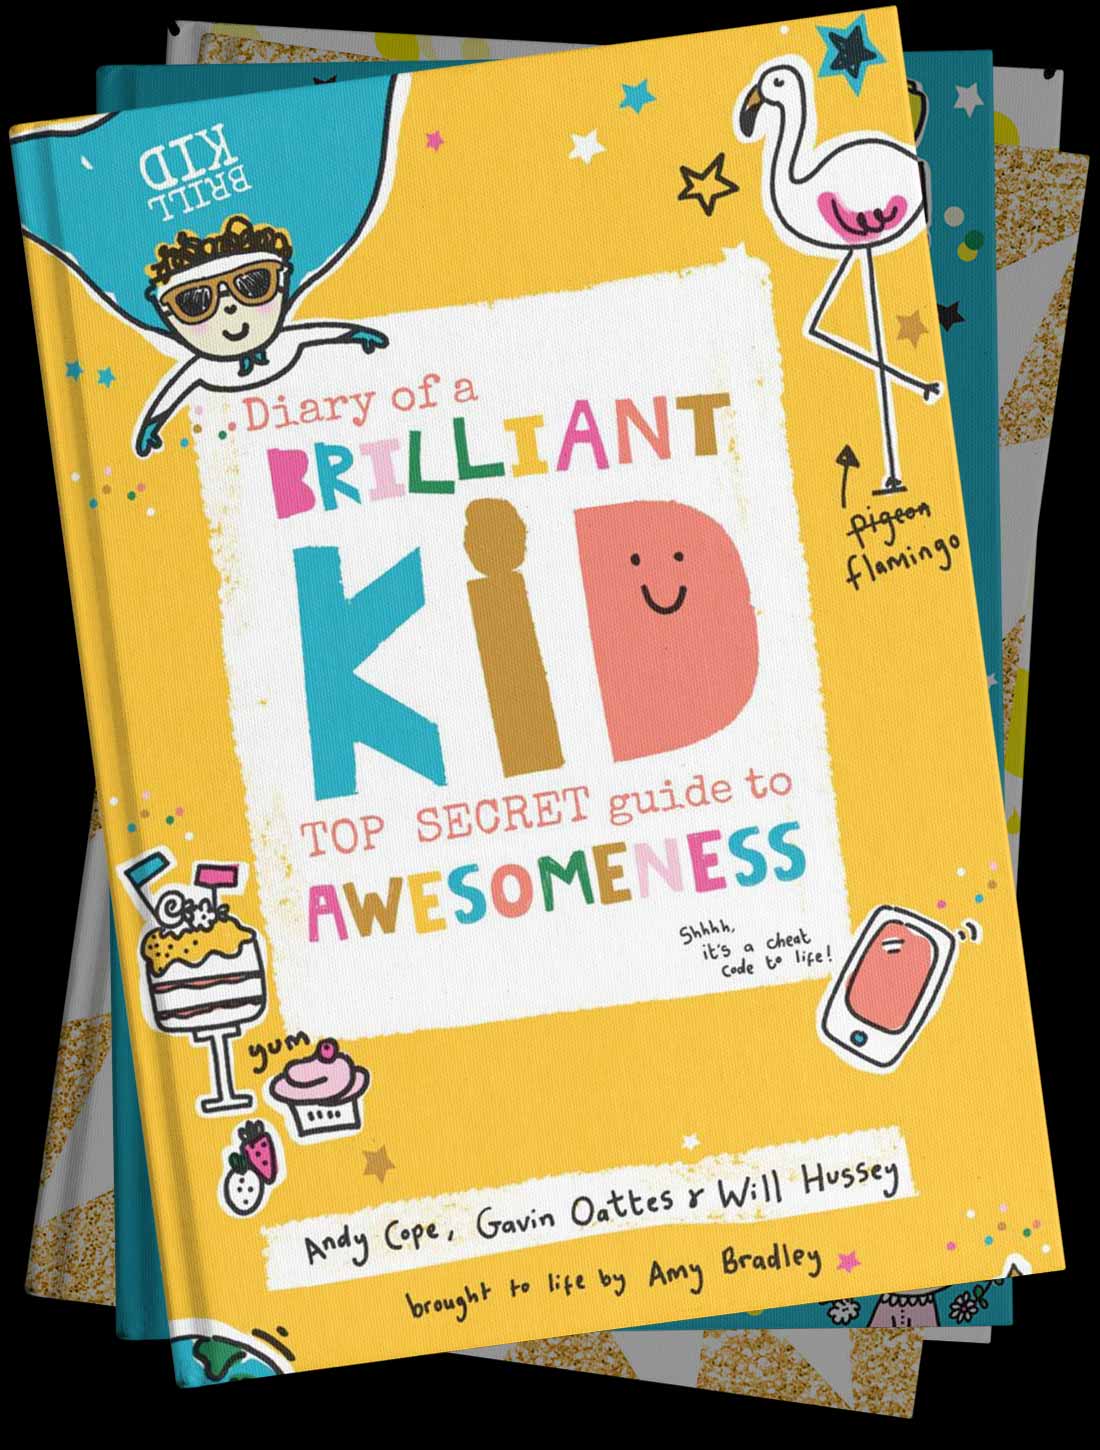 BRILL
KID
Diary of a
BRILLIANT
KiD
TOP SECRET guide to
AWESOMENESS
Shhhh,
it's a cheat
code to life!
pigeon
flamingo
yum
Andy Cope, Gavin Oattes & Will Hussey
brought to life by Amy Bradley